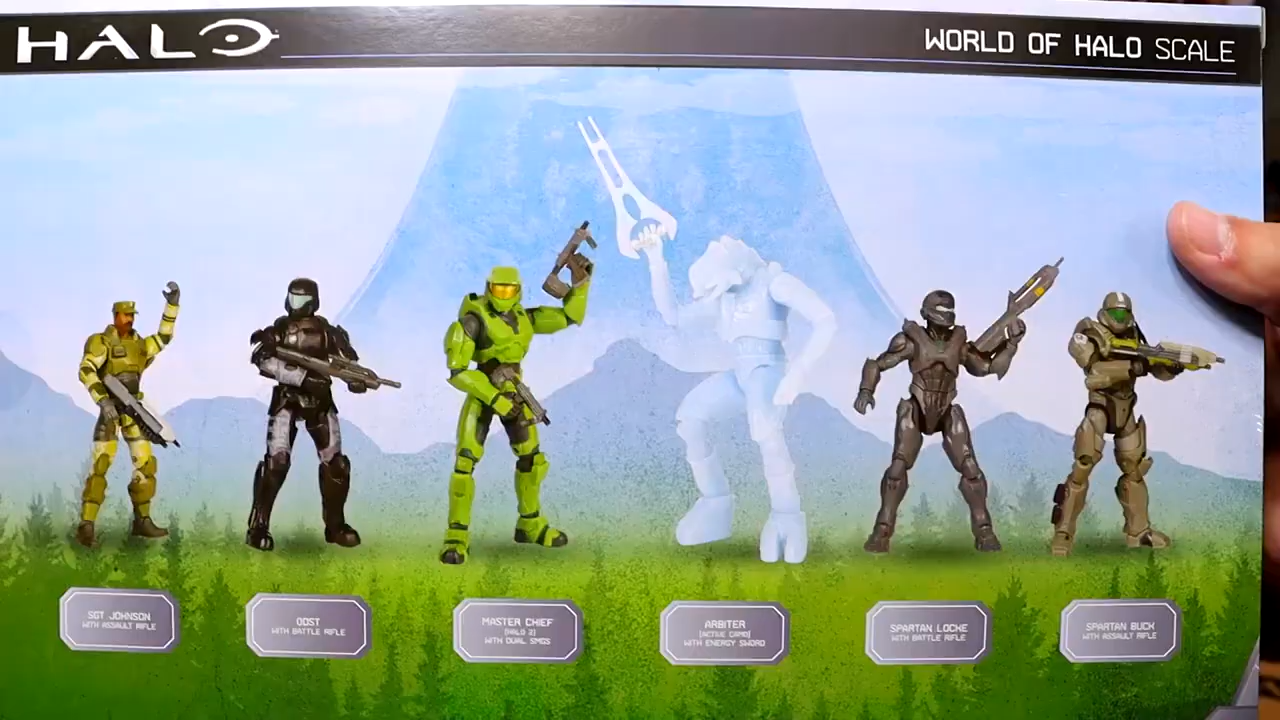 HALO
WORLD OF HALO SCALE
SGT JOHNSON
WITH ASSAULT RIFLE
ODST
WITH BATTLE RIFLE
MASTER CHIEF
(HALO 2)
WITH DUAL SMGS
ARBITER
(ACTIVE CAMO)
WITH ENERGY SWORD
SPARTAN LOCKE
WITH BATTLE RIFLE
SPARTAN BUCK
WITH ASSAULT RIFLE